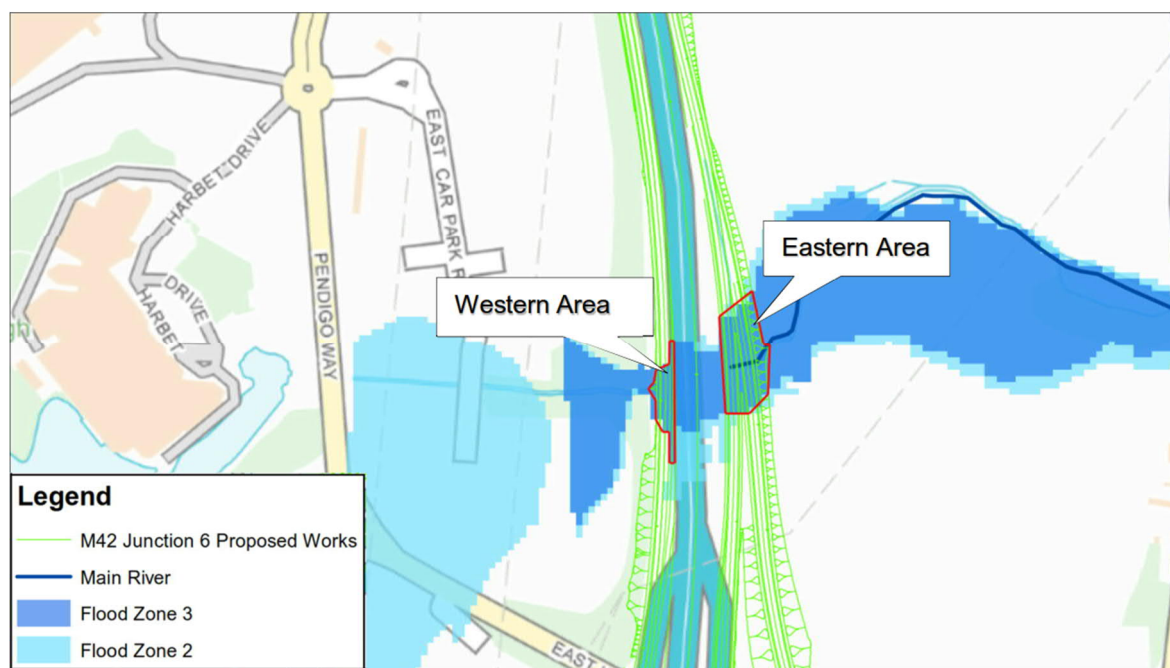 HARBET DRIVE
EAST CAR PARK R
PENDIGO WAY
HARBET
DRIVE
Western Area
Eastern Area
gh
Legend
M42 Junction 6 Proposed Works
Main River
Flood Zone 3
Flood Zone 2
EAST